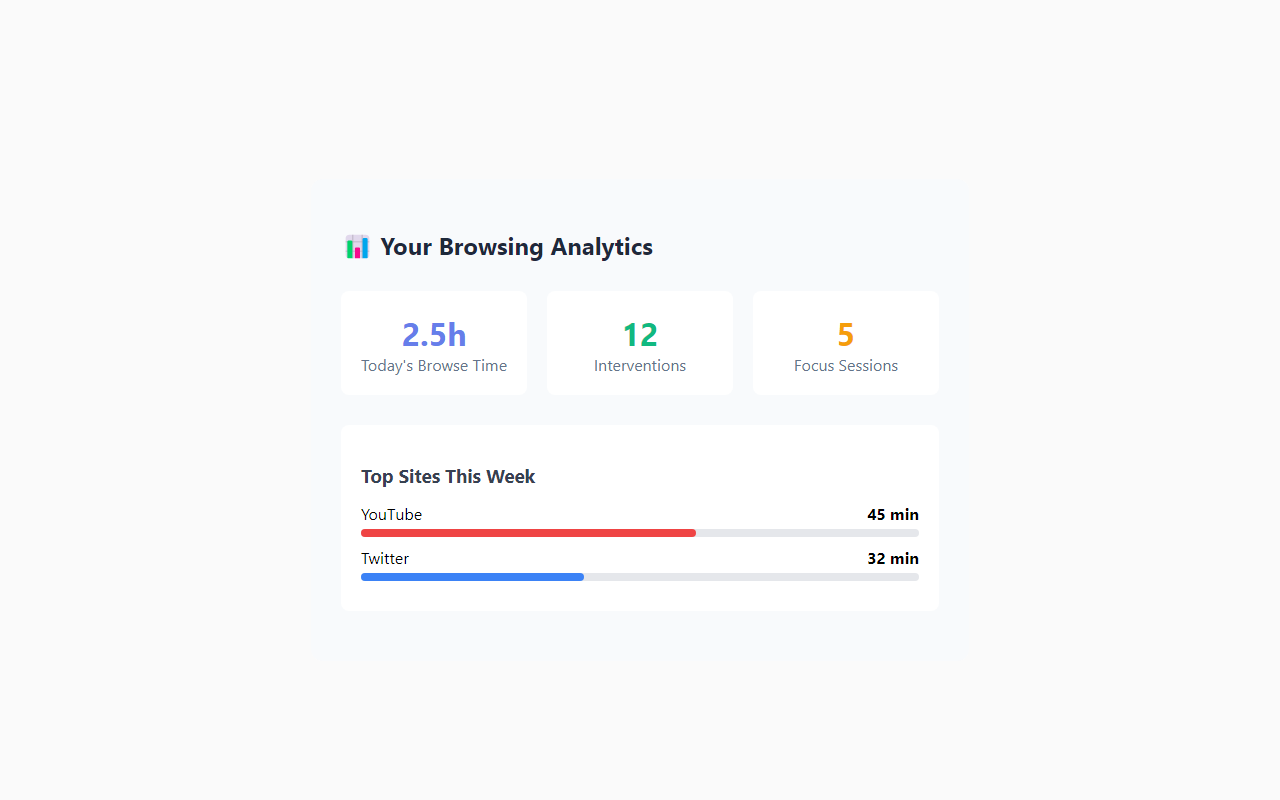 Your Browsing Analytics
2.5h
Today's Browse Time
12
Interventions
5
Focus Sessions
Top Sites This Week
YouTube 45 min
Twitter 32 min